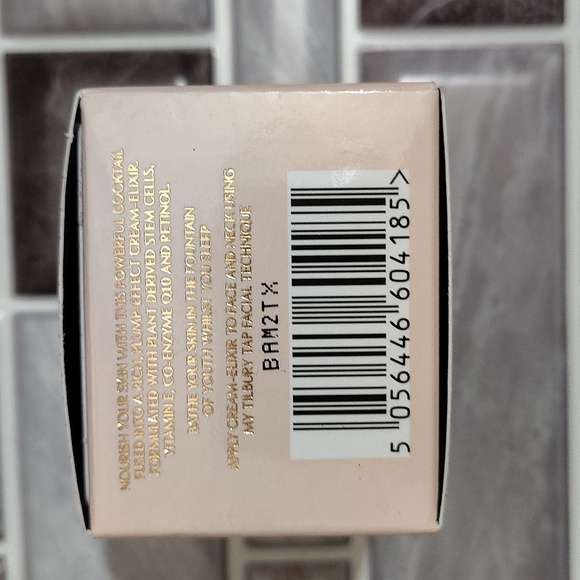 NOURISH YOUR SKIN WITH THIS POWERFUL COCKTAIL
FUSED INTO A RICH, PLUMP-EFFECT CREAM-ELIXIR.
FORMULATED WITH PLANT DERIVED STEM CELLS,
VITAMIN E, CO-ENZYME Q10 AND RETINOL.
BATHE YOUR SKIN IN THE FOUNTAIN
OF YOUTH WHILST YOU SLEEP
APPLY CREAM-ELIXIR TO FACE AND NECK USING
MY TILBURY TAP FACIAL TECHNIQUE
BAM2TX
5 056446 604185 >